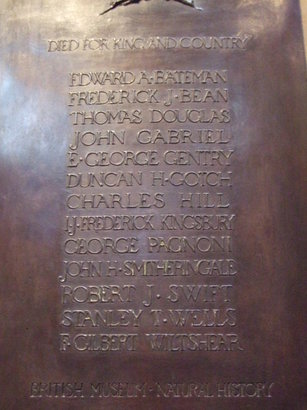 DIED FOR KING AND COUNTRY
EDWARD A·BATEMAN
FREDERICK J·BEAN
THOMAS DOUGLAS
JOHN GABRIEL
E·GEORGE GENTRY
DUNCAN H·GOTCH
CHARLES HILL
I·J·FREDERICK KINGSBURY
GEORGE PAGNONI
JOHN H·SMITHERINGALE
ROBERT J·SWIFT
STANLEY T·WELLS
F·GILBERT WILTSHEAR
BRITISH MUSEUM·NATURAL HISTORY